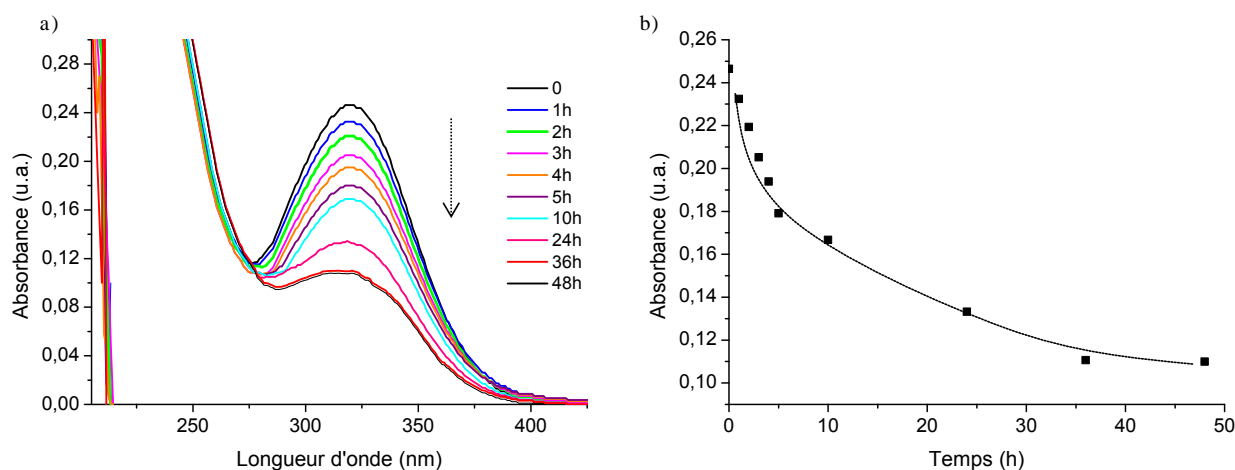 a)
0,28
0,24
0,20
0,16
0,12
0,08
0,04
0,00
Absorbance (u.a.)
250
300
350
400
Longueur d'onde (nm)
0
1h
2h
3h
4h
5h
10h
24h
36h
48h
b)
0,26
0,24
0,22
0,20
0,18
0,16
0,14
0,12
0,10
Absorbance (u.a.)
0
10
20
30
40
50
Temps (h)